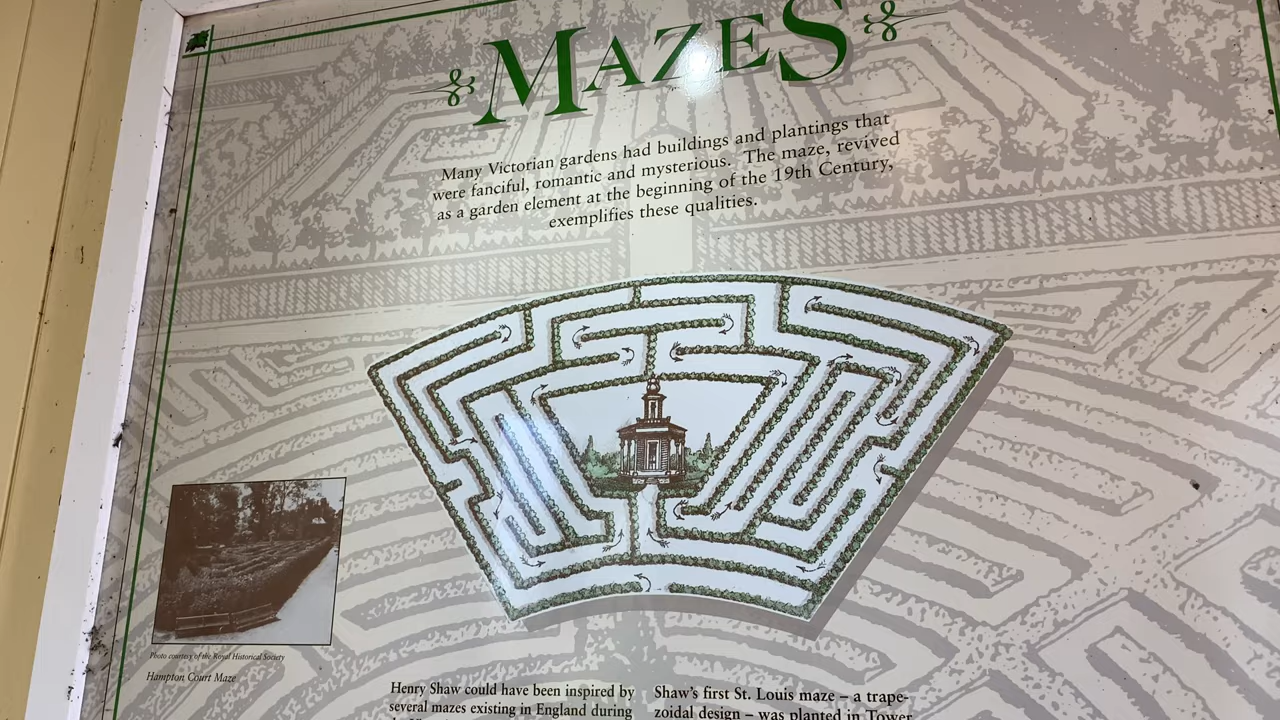 MAZES
Many Victorian gardens had buildings and plantings that
were fanciful, romantic and mysterious. The maze, revived
as a garden element at the beginning of the 19th Century,
exemplifies these qualities.
Photo courtesy of the Royal Historical Society
Hampton Court Maze
Henry Shaw could have been inspired by
several mazes existing in England during
Shaw's first St. Louis maze – a trape-
zoidal design – was planted in Tower